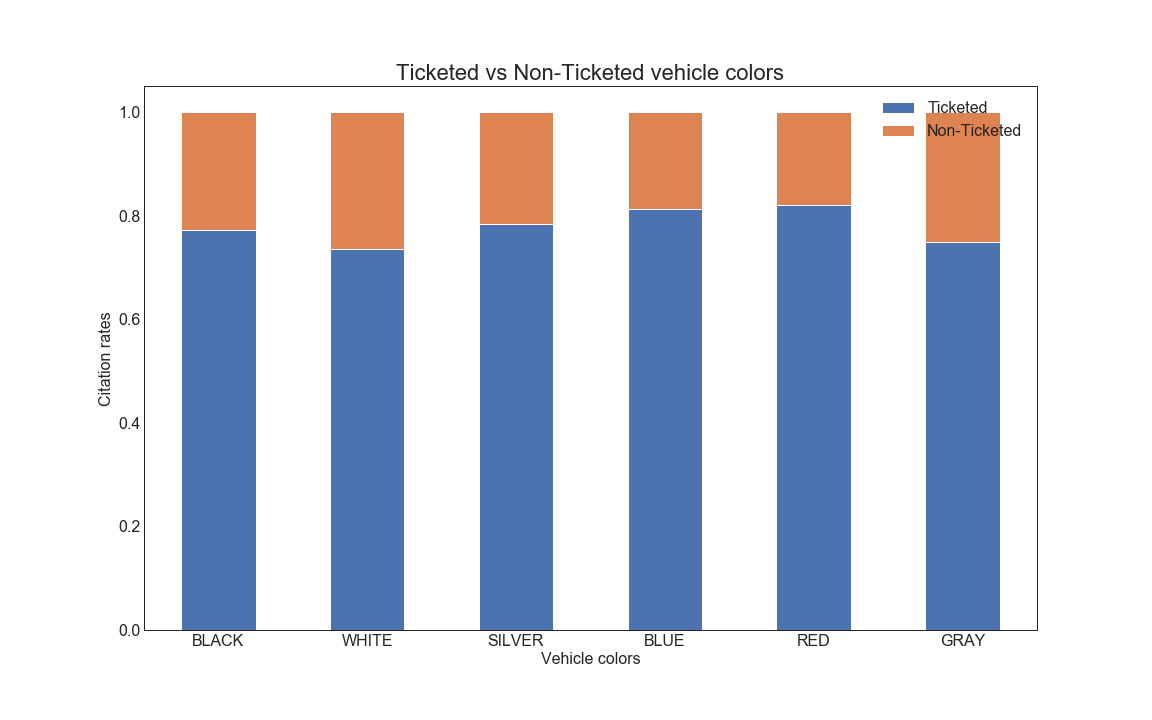 Ticketed vs Non-Ticketed vehicle colors
Ticketed
Non-Ticketed
1.0
0.8
0.6
0.4
0.2
0.0
Citation rates
BLACK WHITE SILVER BLUE RED GRAY
Vehicle colors